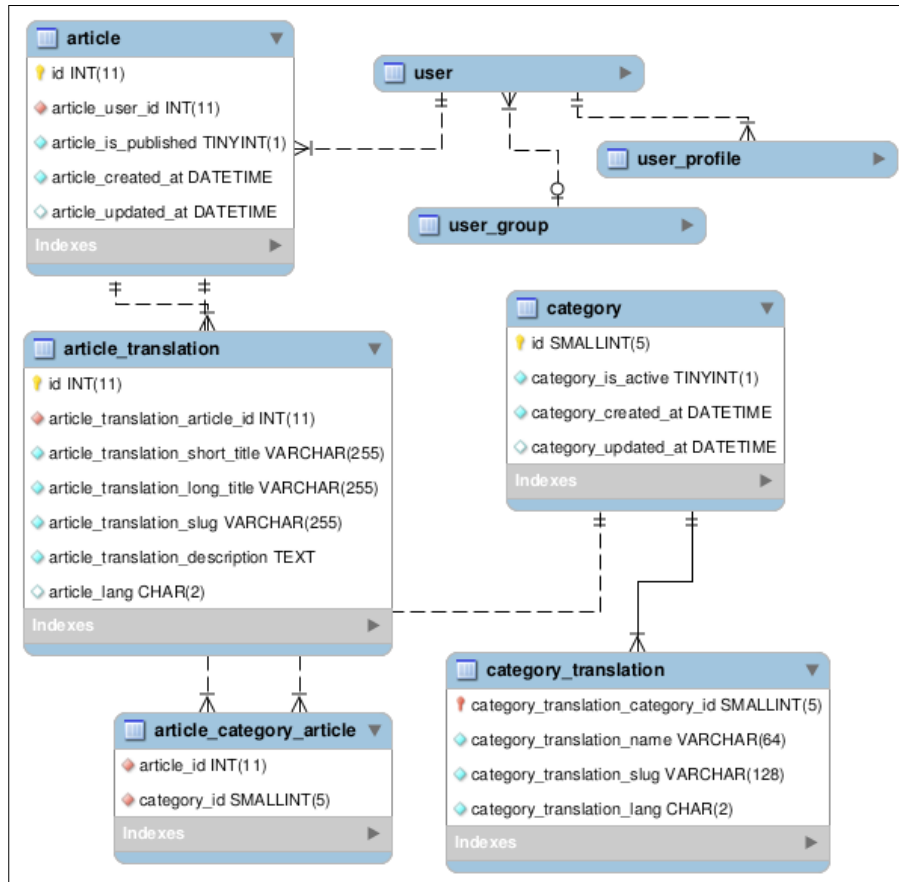 article
id INT(11)
article_user_id INT(11)
article_is_published TINYINT(1)
article_created_at DATETIME
article_updated_at DATETIME
Indexes
user
user_profile
user_group
article_translation
id INT(11)
article_translation_article_id INT(11)
article_translation_short_title VARCHAR(255)
article_translation_long_title VARCHAR(255)
article_translation_slug VARCHAR(255)
article_translation_description TEXT
article_lang CHAR(2)
Indexes
category
id SMALLINT(5)
category_is_active TINYINT(1)
category_created_at DATETIME
category_updated_at DATETIME
Indexes
article_category_article
article_id INT(11)
category_id SMALLINT(5)
Indexes
category_translation
category_translation_category_id SMALLINT(5)
category_translation_name VARCHAR(64)
category_translation_slug VARCHAR(128)
category_translation_lang CHAR(2)
Indexes